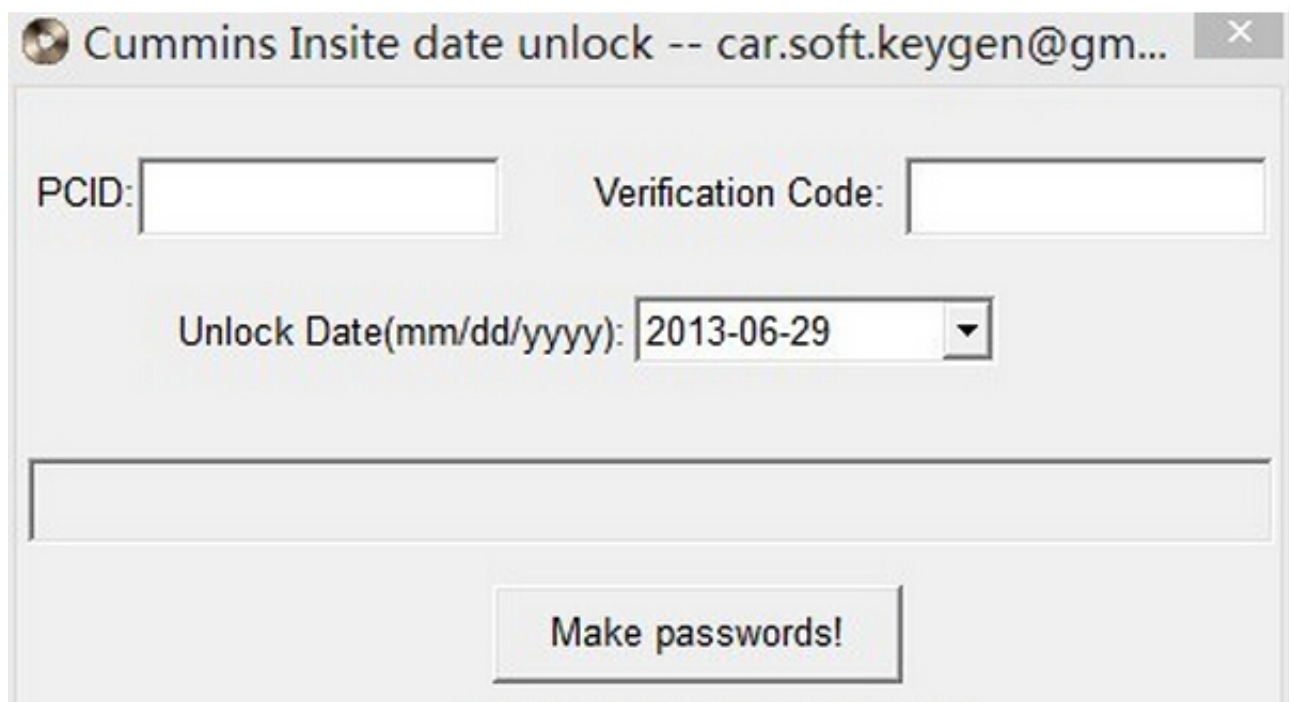 Cummins Insite date unlock -- car.soft.keygen@gm...
PCID: Verification Code:
Unlock Date(mm/dd/yyyy): 2013-06-29
Make passwords!